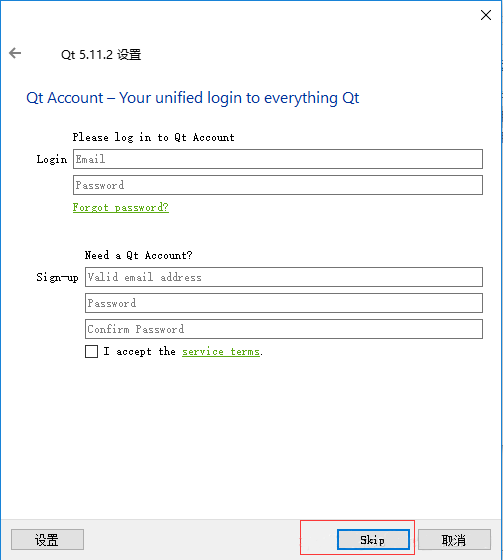 Qt 5.11.2 设置
Qt Account – Your unified login to everything Qt
Please log in to Qt Account
Login Email
Password
Forgot password?
Need a Qt Account?
Sign-up Valid email address
Password
Confirm Password
I accept the service terms.
设置 Skip 取消